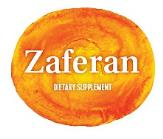 Zaferan
DIETARY SUPPLEMENT